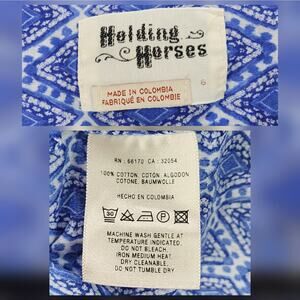 Holding
Horses
MADE IN COLOMBIA
FABRIQUÉ EN COLOMBIE
6
RN : 66170 CA : 32054
100% COTTON. COTON. ALGODON
COTONE. BAUMWOLLE
HECHO EN COLOMBIA
30
P
MACHINE WASH GENTLE AT
TEMPERATURE INDICATED.
DO NOT BLEACH.
IRON MEDIUM HEAT.
DRY CLEANABLE.
DO NOT TUMBLE DRY